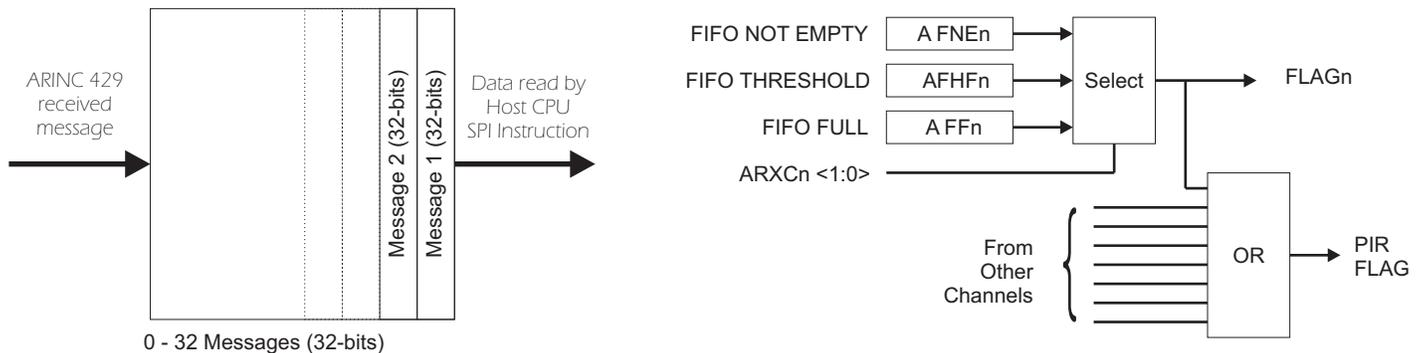 ARINC 429
received
message
Message 2 (32-bits)
Message 1 (32-bits)
Data read by
Host CPU
SPI Instruction
0 - 32 Messages (32-bits)
FIFO NOT EMPTY
A FNEn
FIFO THRESHOLD
AFHFn
FIFO FULL
A FFn
ARXCn <1:0>
Select
FLAGn
From
Other
Channels
OR
PIR
FLAG